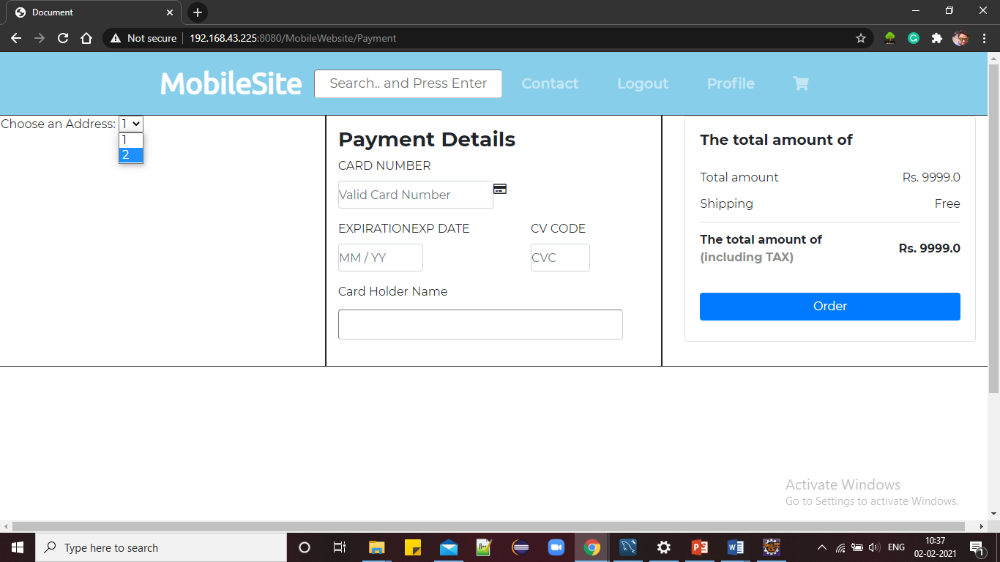 Document
Not secure 192.168.43.225:8080/MobileWebsite/Payment
MobileSite Search.. and Press Enter Contact Logout Profile
Choose an Address: 1
1
2
Payment Details
CARD NUMBER
Valid Card Number
EXPIRATIONEXP DATE CV CODE
MM / YY CVC
Card Holder Name
The total amount of
Total amount Rs. 9999.0
Shipping Free
The total amount of
(including TAX) Rs. 9999.0
Order
Activate Windows
Go to Settings to activate Windows.
Type here to search
ENG
10:37
02-02-2021
1